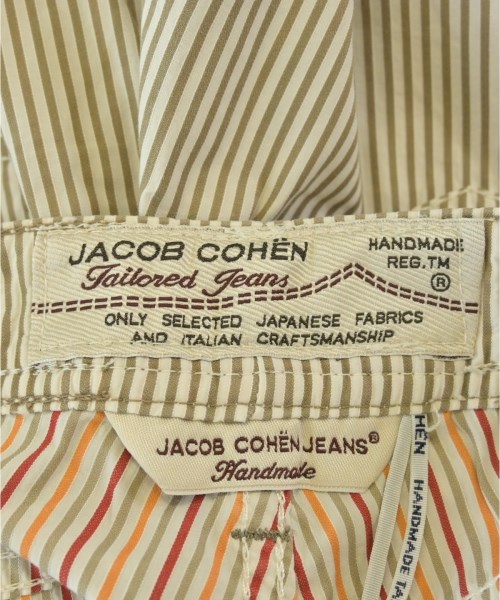 JACOB COHËN
HANDMADE
Tailored Jeans
REG.TM
®
ONLY SELECTED JAPANESE FABRICS
AND ITALIAN CRAFTSMANSHIP
JACOB COHËN JEANS®
Handmade
HËN HANDMADE TA